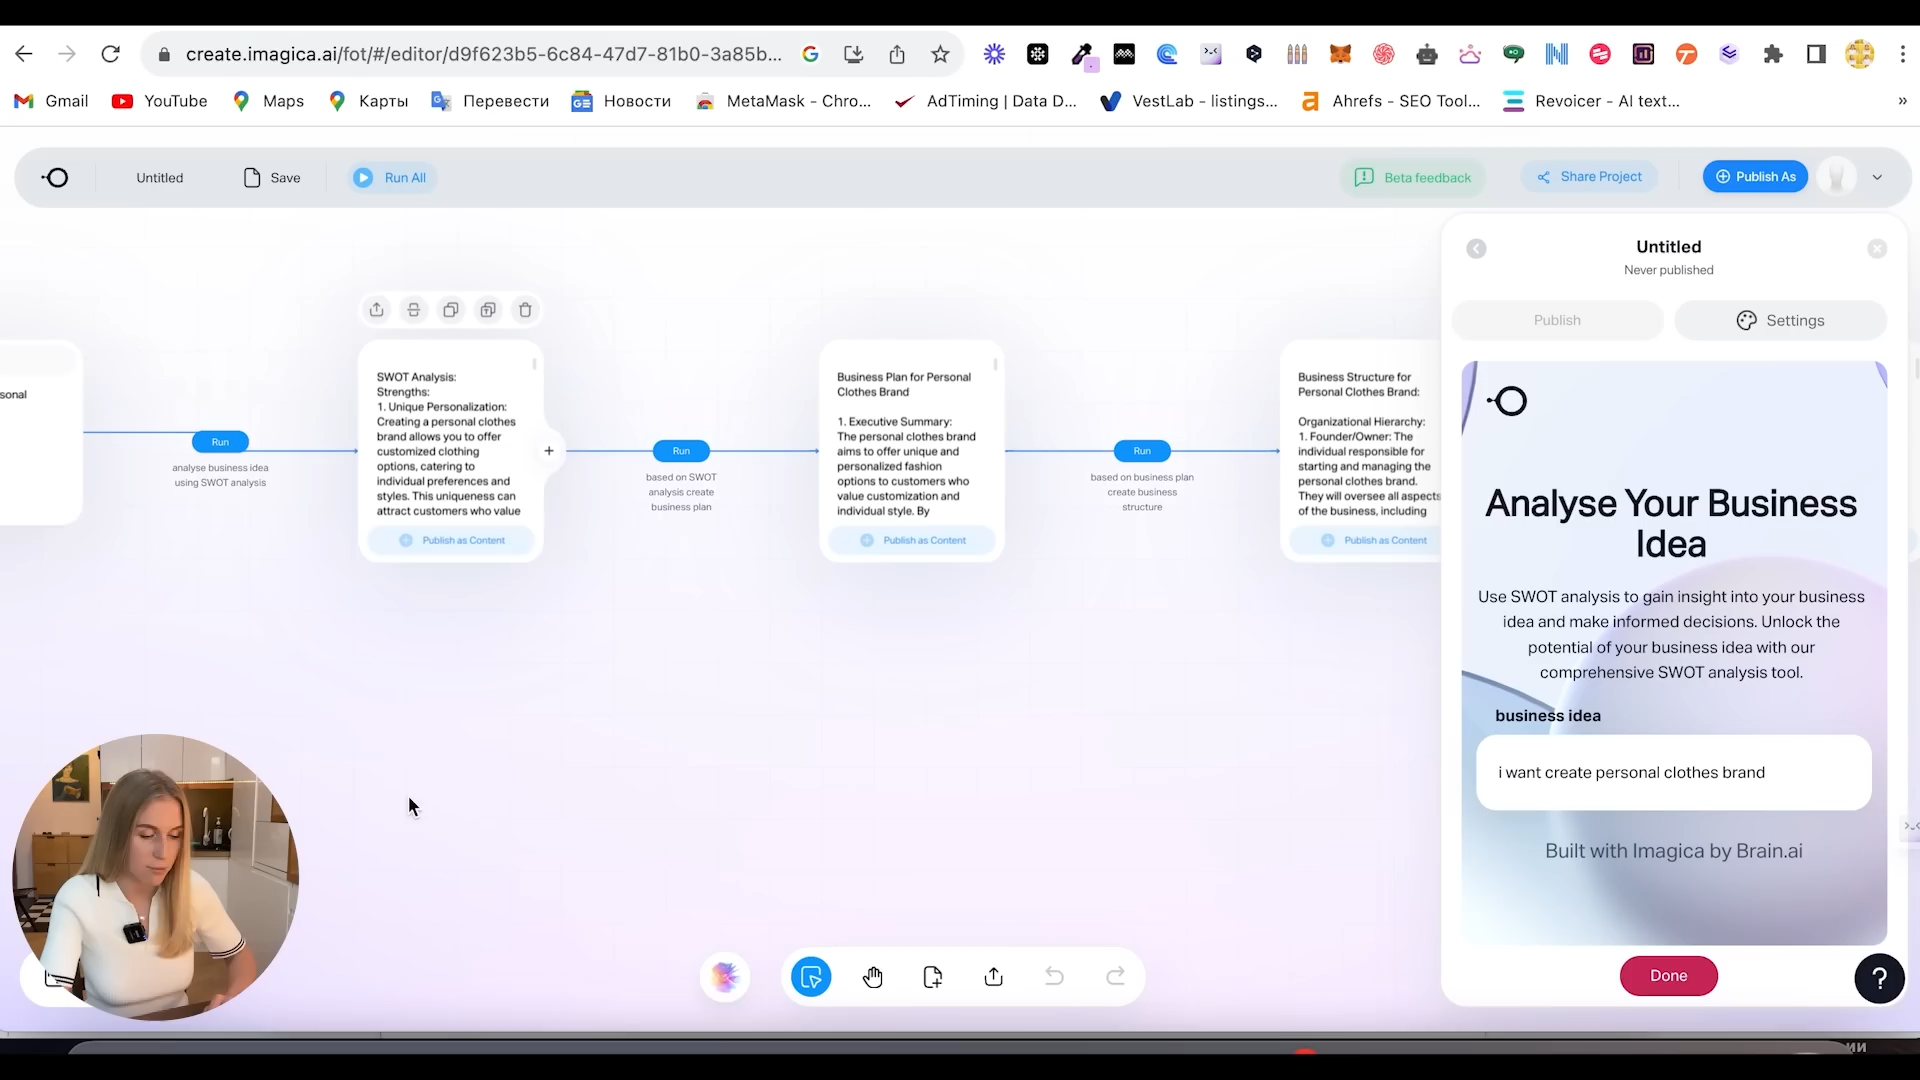 create.imagica.ai/fot/#/editor/d9f623b5-6c84-47d7-81b0-3a85b...
Gmail
YouTube
Maps
Карты
Перевести
Новости
MetaMask - Chro...
AdTiming | Data D...
VestLab - listings...
Ahrefs - SEO Tool...
Revoicer - AI text...
»
Untitled
Save
Run All
Beta feedback
Share Project
Publish As
sonal
Run
analyse business idea
using SWOT analysis
SWOT Analysis:
Strengths:
1. Unique Personalization:
Creating a personal clothes
brand allows you to offer
customized clothing
options, catering to
individual preferences and
styles. This uniqueness can
attract customers who value
Publish as Content
Run
based on SWOT
analysis create
business plan
Business Plan for Personal
Clothes Brand
1. Executive Summary:
The personal clothes brand
aims to offer unique and
personalized fashion
options to customers who
value customization and
individual style. By
Publish as Content
Run
based on business plan
create business
structure
Business Structure for
Personal Clothes Brand:
Organizational Hierarchy:
1. Founder/Owner: The
individual responsible for
starting and managing the
personal clothes brand.
They will oversee all aspects
of the business, including
Publish as Content
Untitled
Never published
Publish
Settings
Analyse Your Business
Idea
Use SWOT analysis to gain insight into your business
idea and make informed decisions. Unlock the
potential of your business idea with our
comprehensive SWOT analysis tool.
business idea
i want create personal clothes brand
Built with Imagica by Brain.ai
Done
?
ии